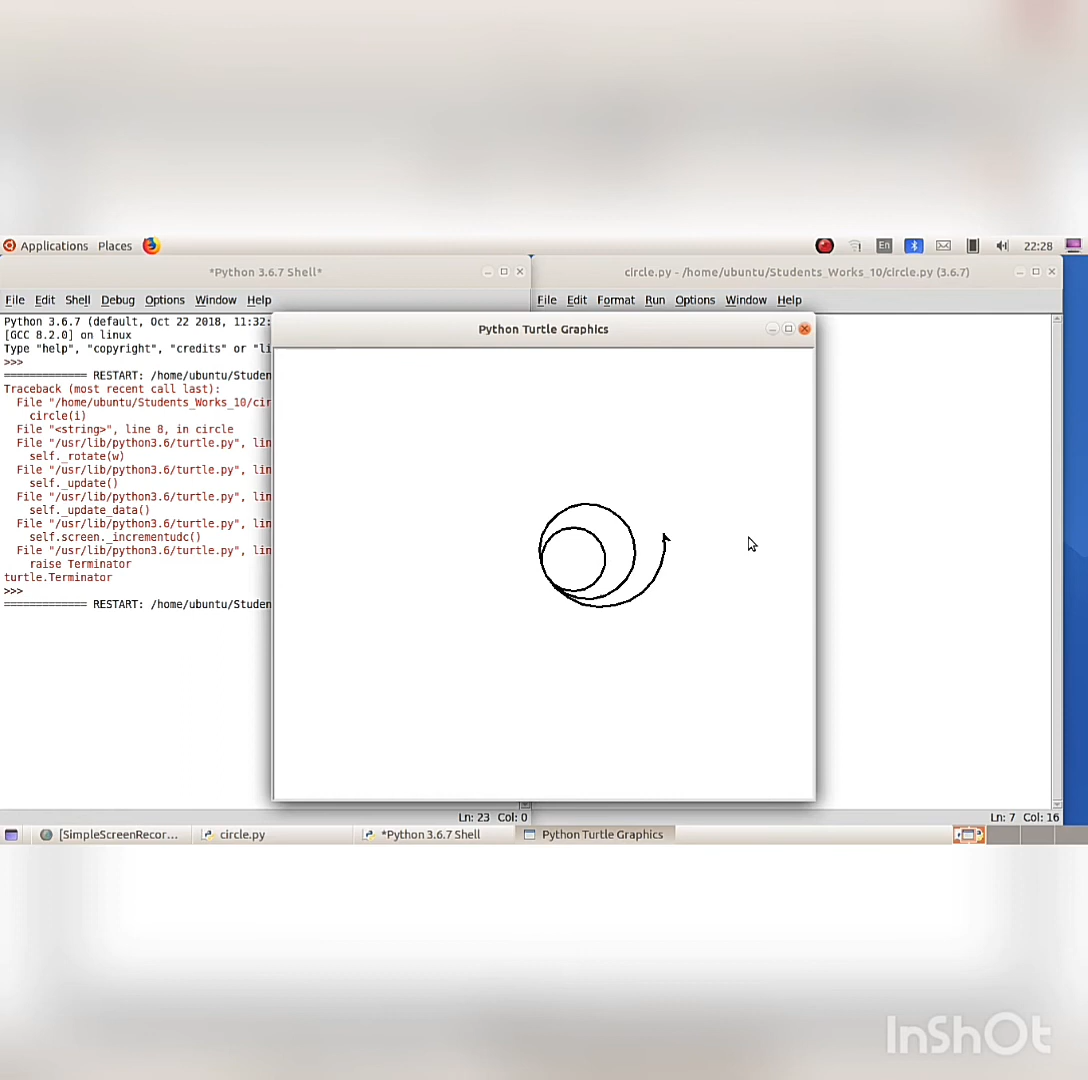 Applications Places
En
22:28
*Python 3.6.7 Shell*
File Edit Shell Debug Options Window Help
Python 3.6.7 (default, Oct 22 2018, 11:32:
[GCC 8.2.0] on linux
Type "help", "copyright", "credits" or "li
>>>
============= RESTART: /home/ubuntu/Studen
Traceback (most recent call last):
File "/home/ubuntu/Students_Works_10/cir
circle(i)
File "<string>", line 8, in circle
File "/usr/lib/python3.6/turtle.py", lin
self._rotate(w)
File "/usr/lib/python3.6/turtle.py", lin
self._update()
File "/usr/lib/python3.6/turtle.py", lin
self._update_data()
File "/usr/lib/python3.6/turtle.py", lin
self.screen._incrementudc()
File "/usr/lib/python3.6/turtle.py", lin
raise Terminator
turtle.Terminator
>>>
============= RESTART: /home/ubuntu/Studen
Ln: 23 Col: 0
circle.py - /home/ubuntu/Students_Works_10/circle.py (3.6.7)
File Edit Format Run Options Window Help
Python Turtle Graphics
Ln: 7 Col: 16
[SimpleScreenRecor...
circle.py
*Python 3.6.7 Shell
Python Turtle Graphics
InShOt